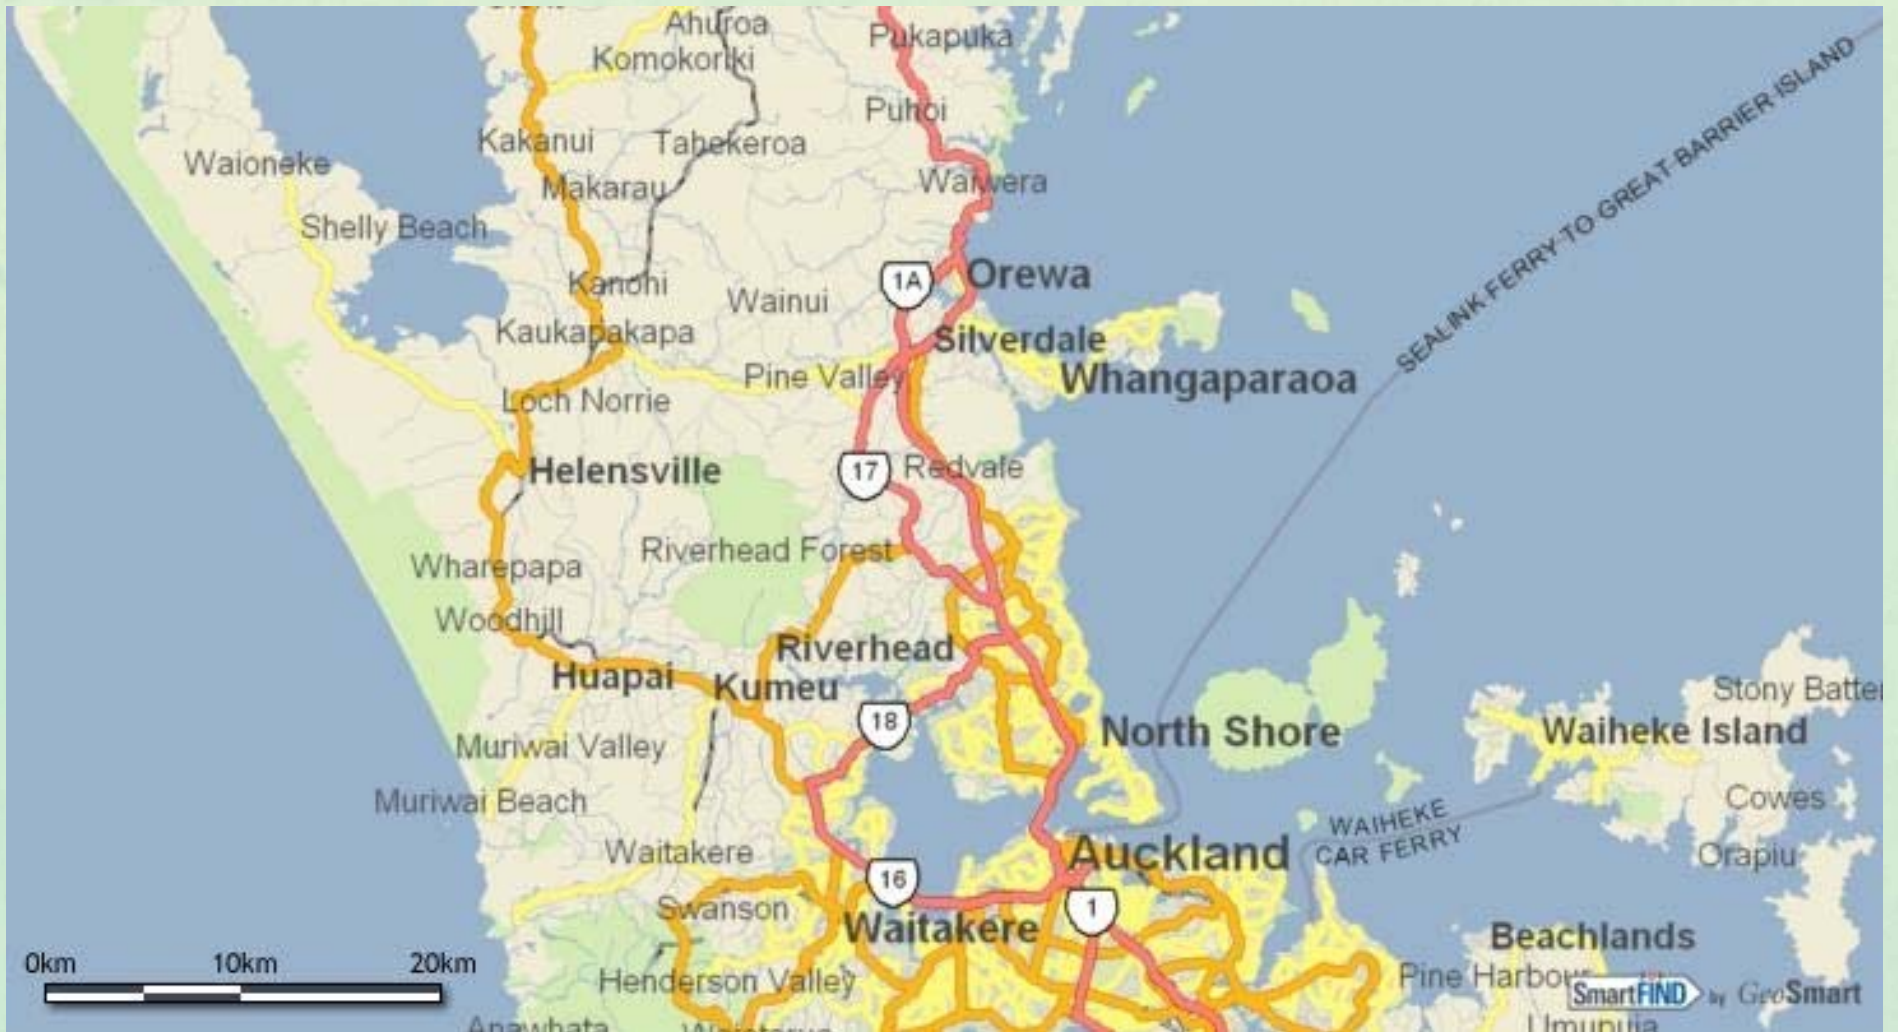 Ahuroa
Pukapuka
Komokoriki
Puhoi
Kakanui
Tahekeroa
Waioneke
Waiwera
Makarau
Shelly Beach
SEALINK FERRY TO GREAT BARRIER ISLAND
Orewa
1A
Kanohi
Wainui
Kaukapakapa
Silverdale
Pine Valley
Whangaparaoa
Loch Norrie
Helensville
17
Redvale
Riverhead Forest
Wharepapa
Woodhill
Riverhead
Huapai
Kumeu
Stony Batter
18
North Shore
Waiheke Island
Muriwai Valley
Muriwai Beach
Cowes
WAIHEKE
CAR FERRY
Waitakere
Auckland
Orapiu
16
Swanson
1
Waitakere
Beachlands
0km 10km 20km
Henderson Valley
Pine Harbour
SmartFIND by GeoSmart
Anawhata
Umupuia